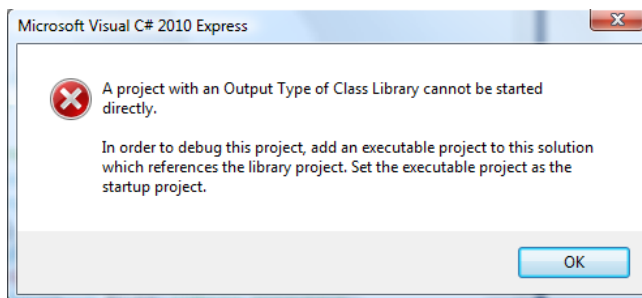 Microsoft Visual C# 2010 Express
A project with an Output Type of Class Library cannot be started
directly.
In order to debug this project, add an executable project to this solution
which references the library project. Set the executable project as the
startup project.
OK